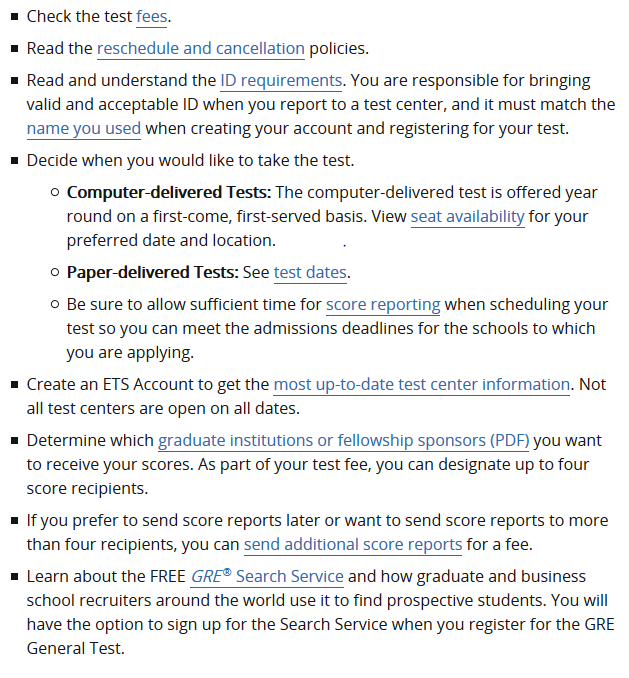 Check the test fees.
Read the reschedule and cancellation policies.
Read and understand the ID requirements. You are responsible for bringing
valid and acceptable ID when you report to a test center, and it must match the
name you used when creating your account and registering for your test.
Decide when you would like to take the test.
Computer-delivered Tests: The computer-delivered test is offered year
round on a first-come, first-served basis. View seat availability for your
preferred date and location. .
Paper-delivered Tests: See test dates.
Be sure to allow sufficient time for score reporting when scheduling your
test so you can meet the admissions deadlines for the schools to which
you are applying.
Create an ETS Account to get the most up-to-date test center information. Not
all test centers are open on all dates.
Determine which graduate institutions or fellowship sponsors (PDF) you want
to receive your scores. As part of your test fee, you can designate up to four
score recipients.
If you prefer to send score reports later or want to send score reports to more
than four recipients, you can send additional score reports for a fee.
Learn about the FREE GRE® Search Service and how graduate and business
school recruiters around the world use it to find prospective students. You will
have the option to sign up for the Search Service when you register for the GRE
General Test.